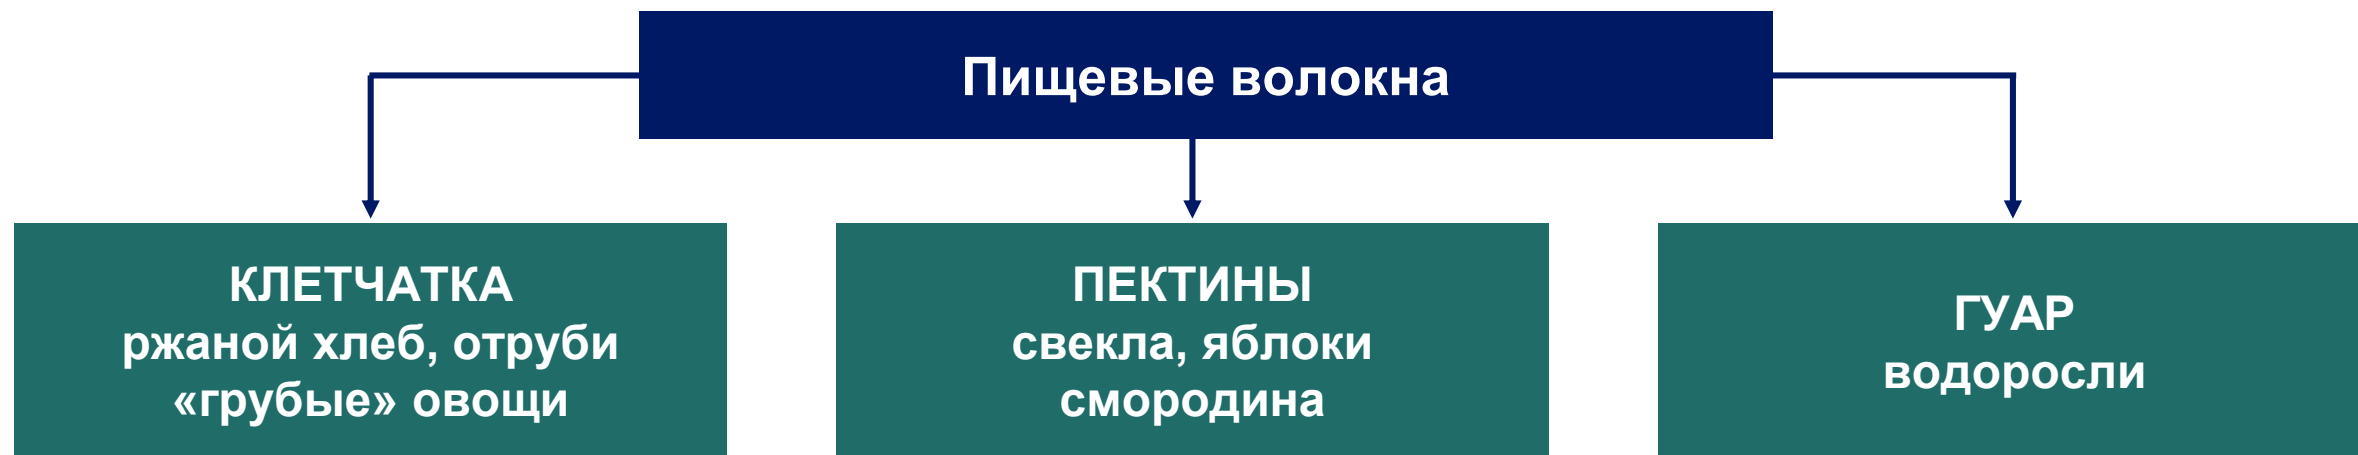 Пищевые волокна
КЛЕТЧАТКА
ржаной хлеб, отруби
«грубые» овощи
ПЕКТИНЫ
свекла, яблоки
смородина
ГУАР
водоросли